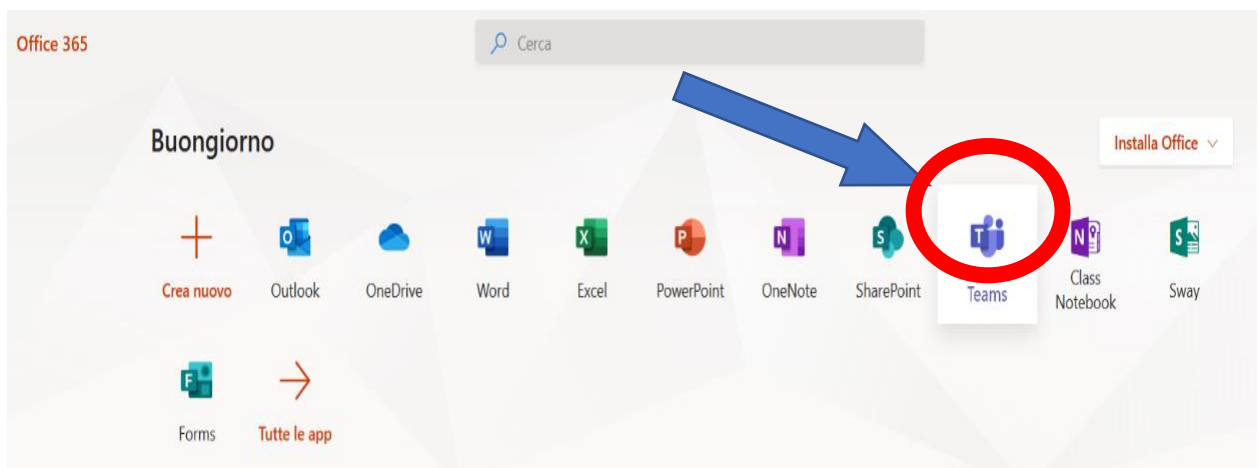 Office 365
Cerca
Buongiorno
Installa Office
Crea nuovo
Outlook
OneDrive
Word
Excel
PowerPoint
OneNote
SharePoint
Teams
Class
Notebook
Sway
Forms
Tutte le app